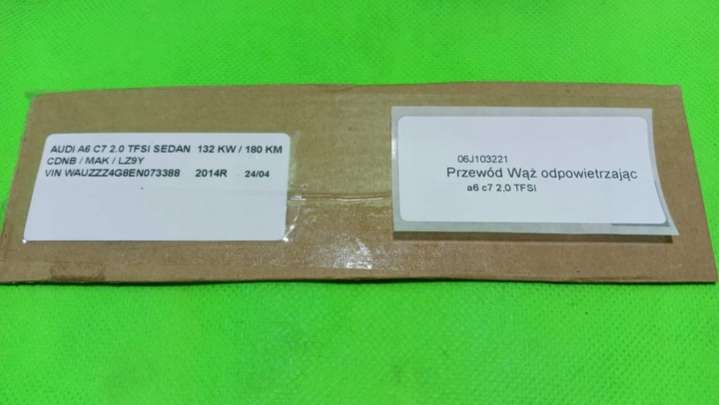 AUDI A6 C7 2.0 TFSI SEDAN 132 KW / 180 KM
CDNB / MAK / LZ9Y
VIN WAUZZZ4G8EN073388 2014R 24/04
06J103221
Przewód Wąż odpowietrzając
a6 c7 2,0 TFSI